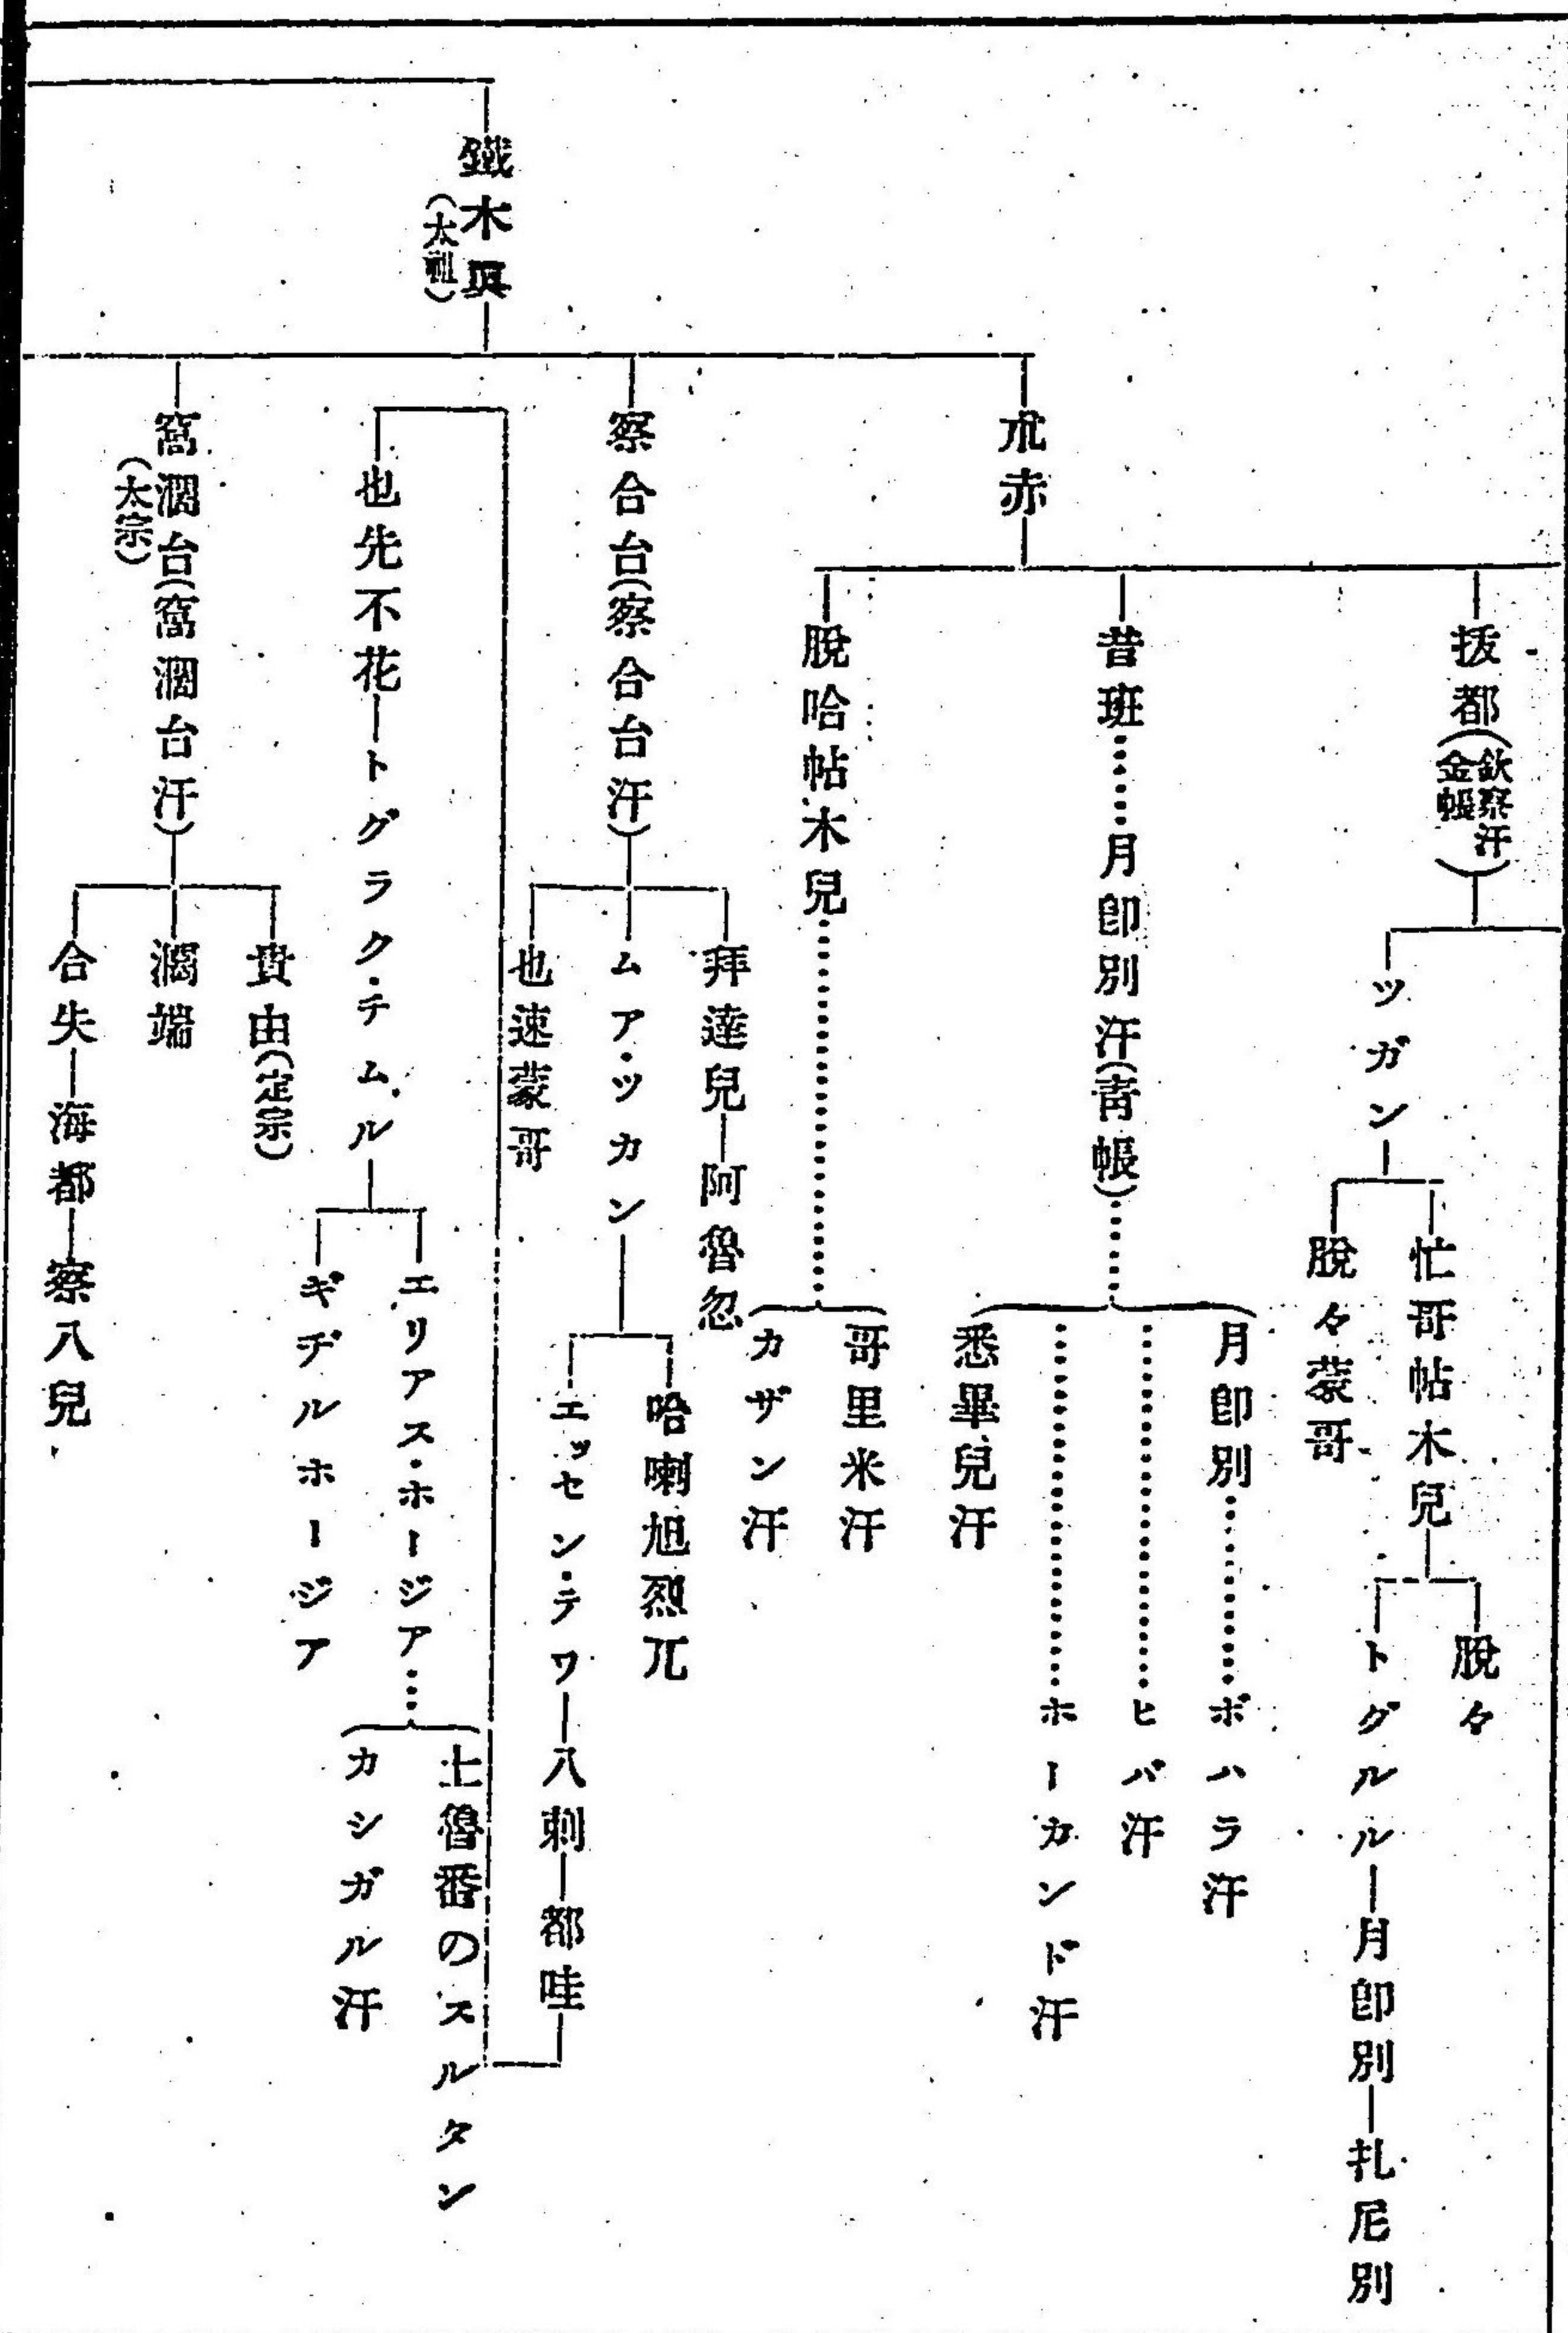 鐵木眞
(太祖)
朮赤
拔都(欽察汗
金帳)
ツガン
忙哥帖木兒
脫々
トグルル—月卽別—扎尼別
脫々蒙哥
昔班……月卽別汗(靑帳)……
月卽別………ボハラ汗
ヒバ汗
ホーカンド汗
悉畢兒汗
脫哈帖木兒
哥里米汗
カザン汗
察合台(察合台汗)
拜達兒—阿魯忽
ムア・ツカン
哈喇旭烈兀
エッセン・テワ—八剌—都哇
也速蒙哥
也先不花—トグラク・チムル
エリアス・ホージア……
土魯番のスルタン
カシガル汗
ギヂルホージア
窩濶台(窩濶台汗)
(太宗)
貴由(定宗)
濶端
合失—海都—察八兒